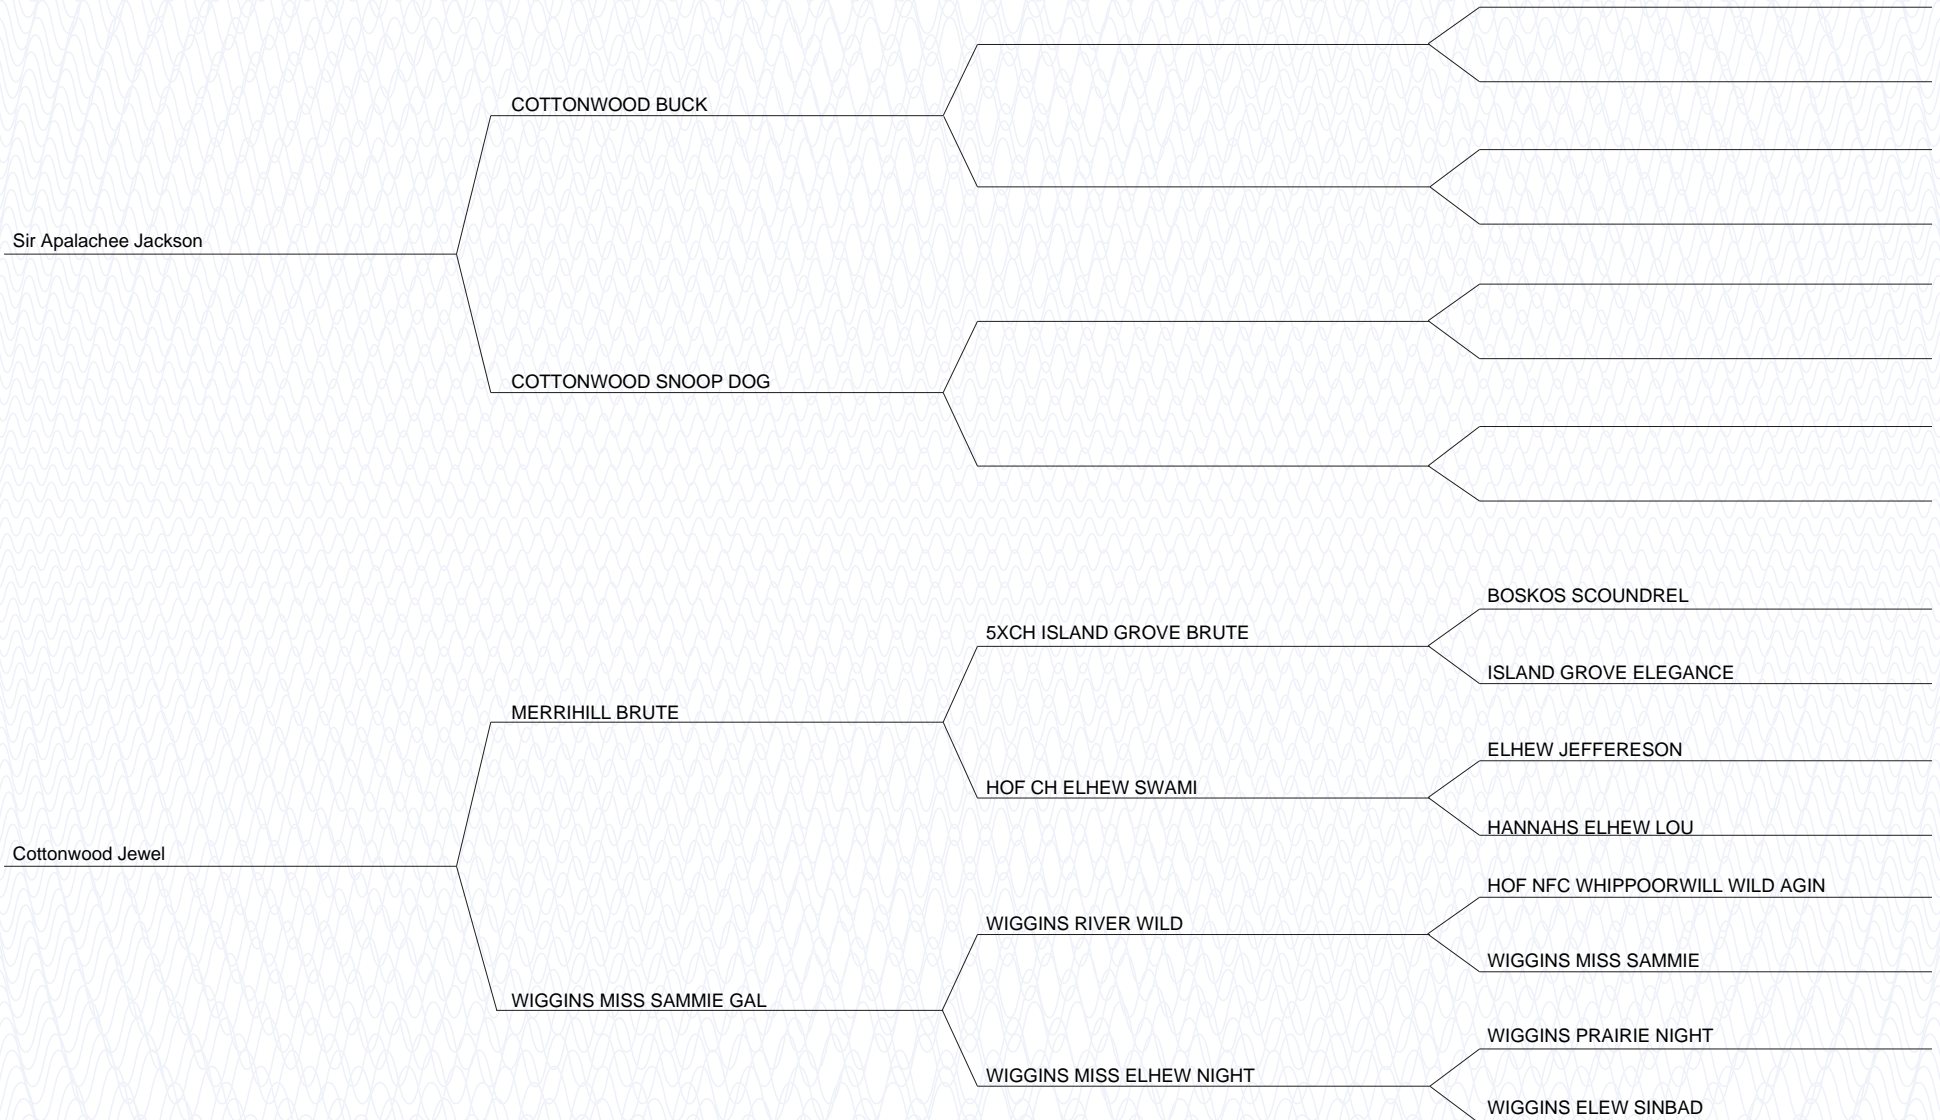 COTTONWOOD BUCK
Sir Apalachee Jackson
COTTONWOOD SNOOP DOG
BOSKOS SCOUNDREL
5XCH ISLAND GROVE BRUTE
ISLAND GROVE ELEGANCE
MERRIHILL BRUTE
ELHEW JEFFERESON
HOF CH ELHEW SWAMI
HANNAHS ELHEW LOU
Cottonwood Jewel
HOF NFC WHIPPOORWILL WILD AGIN
WIGGINS RIVER WILD
WIGGINS MISS SAMMIE
WIGGINS MISS SAMMIE GAL
WIGGINS PRAIRIE NIGHT
WIGGINS MISS ELHEW NIGHT
WIGGINS ELEW SINBAD